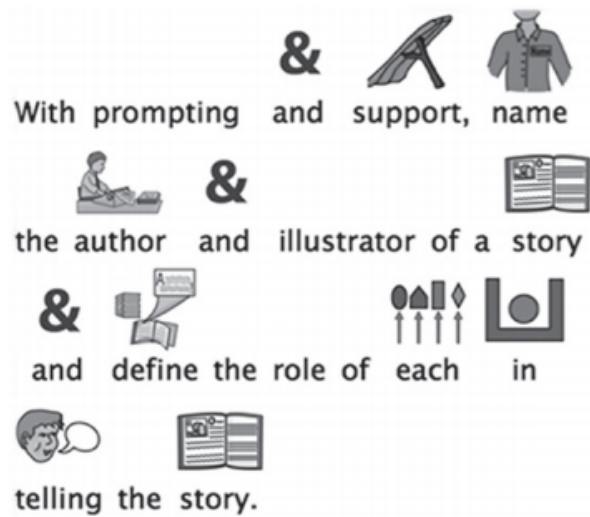 &
With prompting and support, name
&
the author and illustrator of a story
&
and define the role of each in
telling the story.